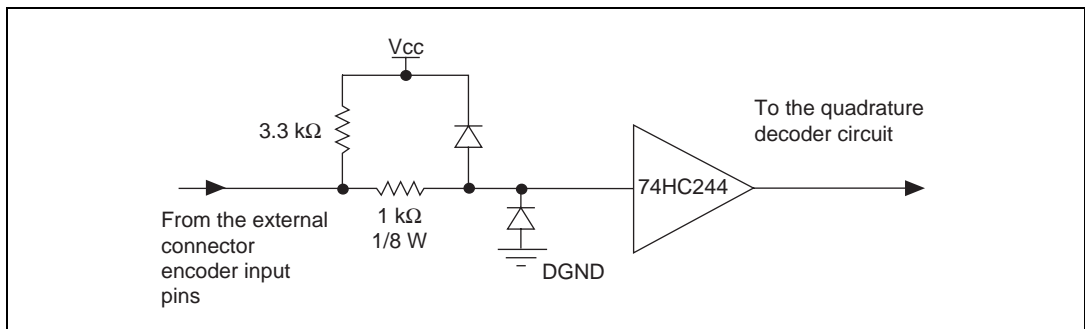 Vcc
3.3 kΩ
To the quadrature
decoder circuit
74HC244
From the external
connector
encoder input
pins
1 kΩ
1/8 W
DGND